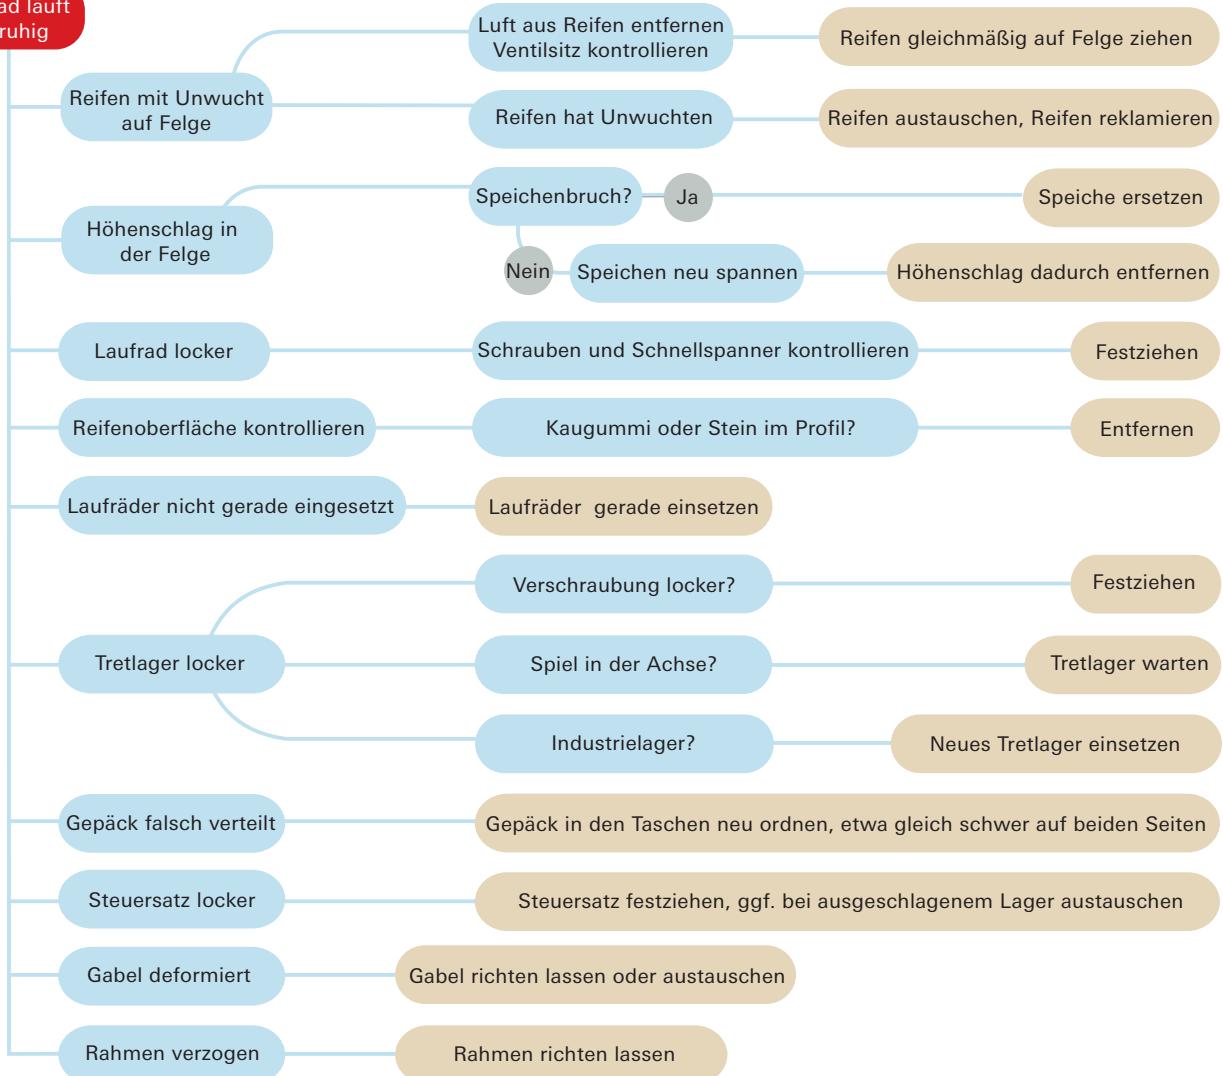 läuft
Luft aus Reifen entfernen
Ventilsitz kontrollieren
Reifen gleichmäßig auf Felge ziehen
Reifen mit Unwucht
auf Felge
Reifen hat Unwuchten
Reifen austauschen, Reifen reklamieren
Speichenbruch?
Ja
Speiche ersetzen
Höhenschlag in
der Felge
Nein
Speichen neu spannen
Höhenschlag dadurch entfernen
Laufrad locker
Schrauben und Schnellspanner kontrollieren
Festziehen
Reifenoberfläche kontrollieren
Kaugummi oder Stein im Profil?
Entfernen
Laufräder nicht gerade eingesetzt
Laufräder gerade einsetzen
Verschraubung locker?
Festziehen
Tretlager locker
Spiel in der Achse?
Tretlager warten
Industrielager?
Neues Tretlager einsetzen
Gepäck falsch verteilt
Gepäck in den Taschen neu ordnen, etwa gleich schwer auf beiden Seiten
Steuersatz locker
Steuersatz festziehen, ggf. bei ausgeschlagenem Lager austauschen
Gabel deformiert
Gabel richten lassen oder austauschen
Rahmen verzogen
Rahmen richten lassen